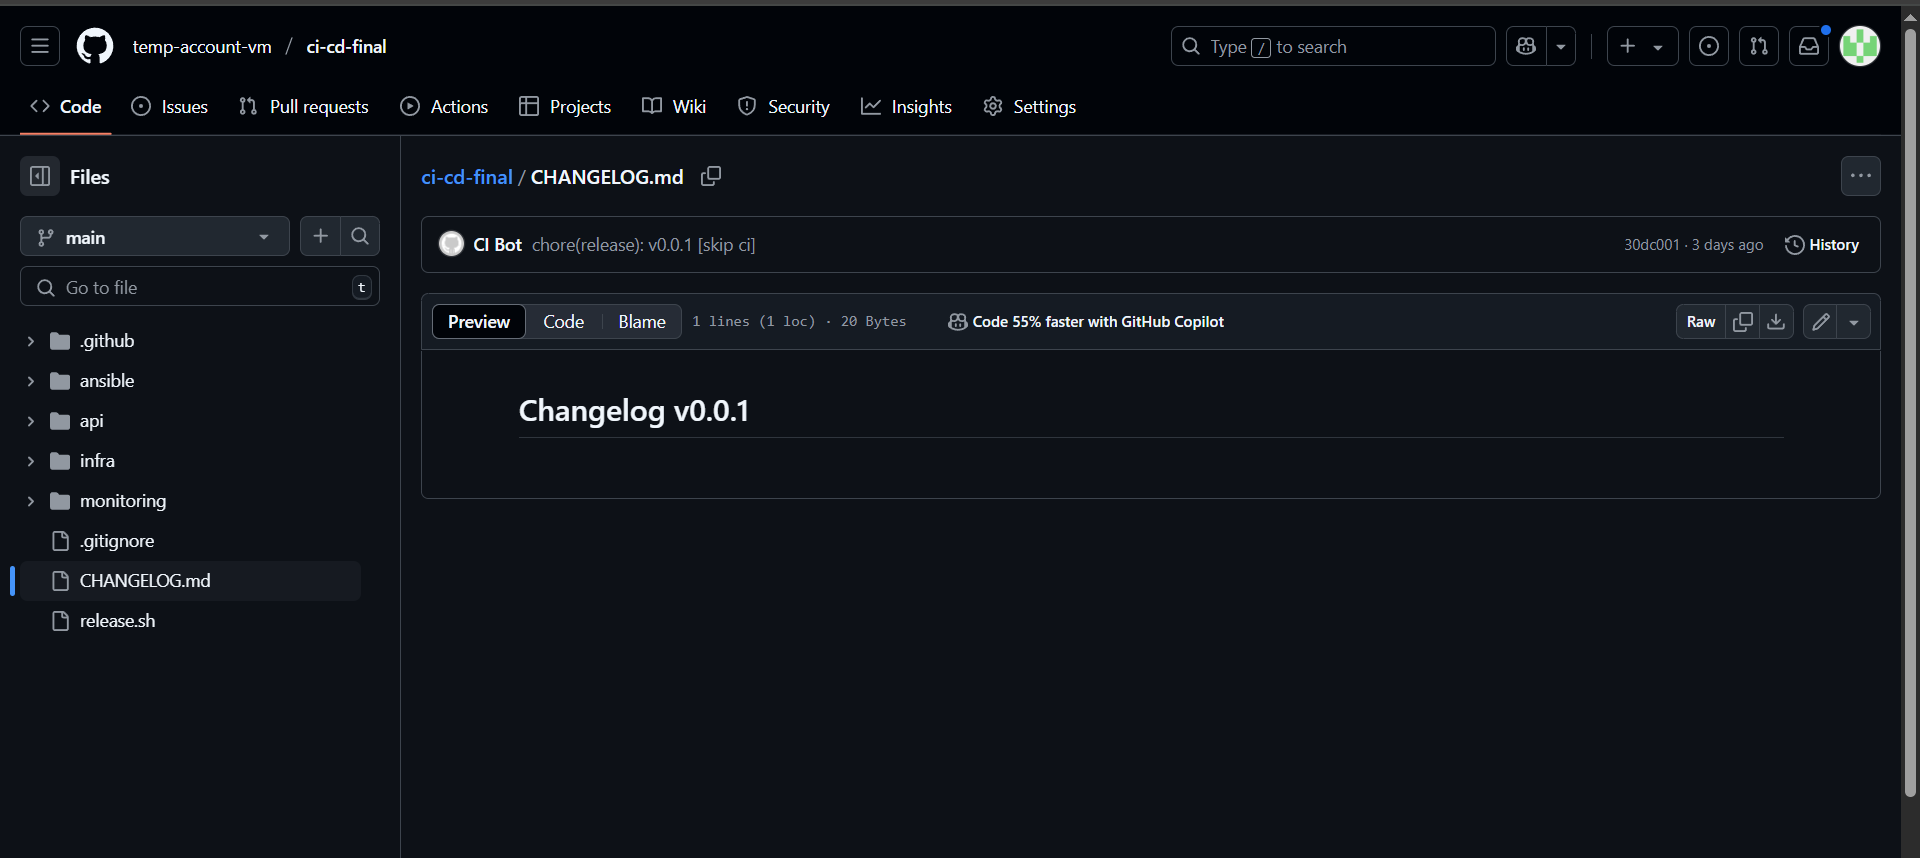 temp-account-vm / ci-cd-final
Type / to search
Code Issues Pull requests Actions Projects Wiki Security Insights Settings
Files
main
Go to file t
.github
ansible
api
infra
monitoring
.gitignore
CHANGELOG.md
release.sh
ci-cd-final / CHANGELOG.md
CI Bot chore(release): v0.0.1 [skip ci] 30dc001 · 3 days ago History
Preview Code Blame 1 lines (1 loc) · 20 Bytes Code 55% faster with GitHub Copilot Raw
Changelog v0.0.1